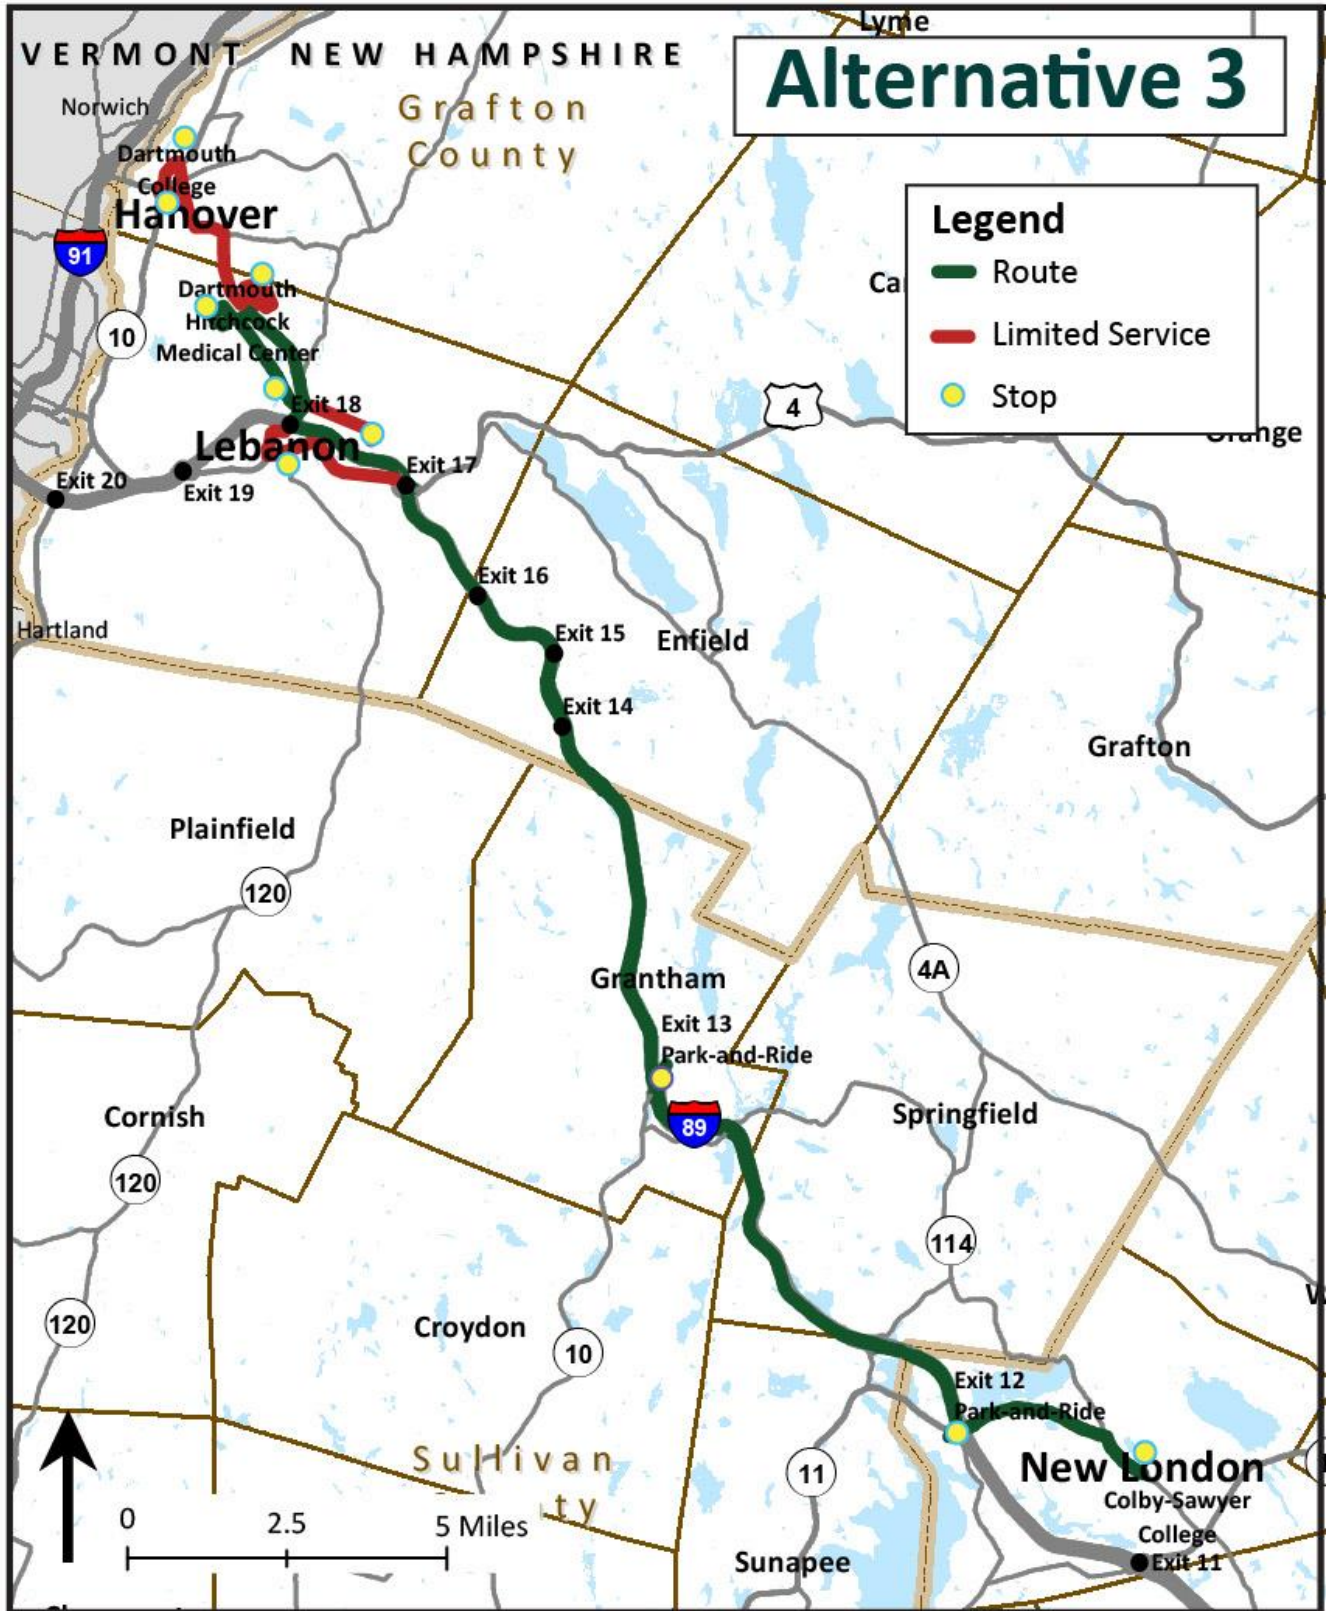 Lyme
VERMONT NEW HAMPSHIRE
Alternative 3
Norwich
Grafton
County
Dartmouth
College
Hanover
Legend
Route
Limited Service
Stop
91
Dartmouth
Hitchcock
Medical Center
10
4
Exit 18
Lebanon
Exit 17
Exit 20
Exit 19
Exit 16
Hartland
Exit 15
Enfield
Exit 14
Grafton
Plainfield
120
4A
Grantham
Exit 13
Park-and-Ride
89
Cornish
Springfield
120
114
120
Croydon
10
Exit 12
Park-and-Ride
Sullivan
11
New London
Colby-Sawyer
College
0 2.5 5 Miles
Sunapee
Exit 11